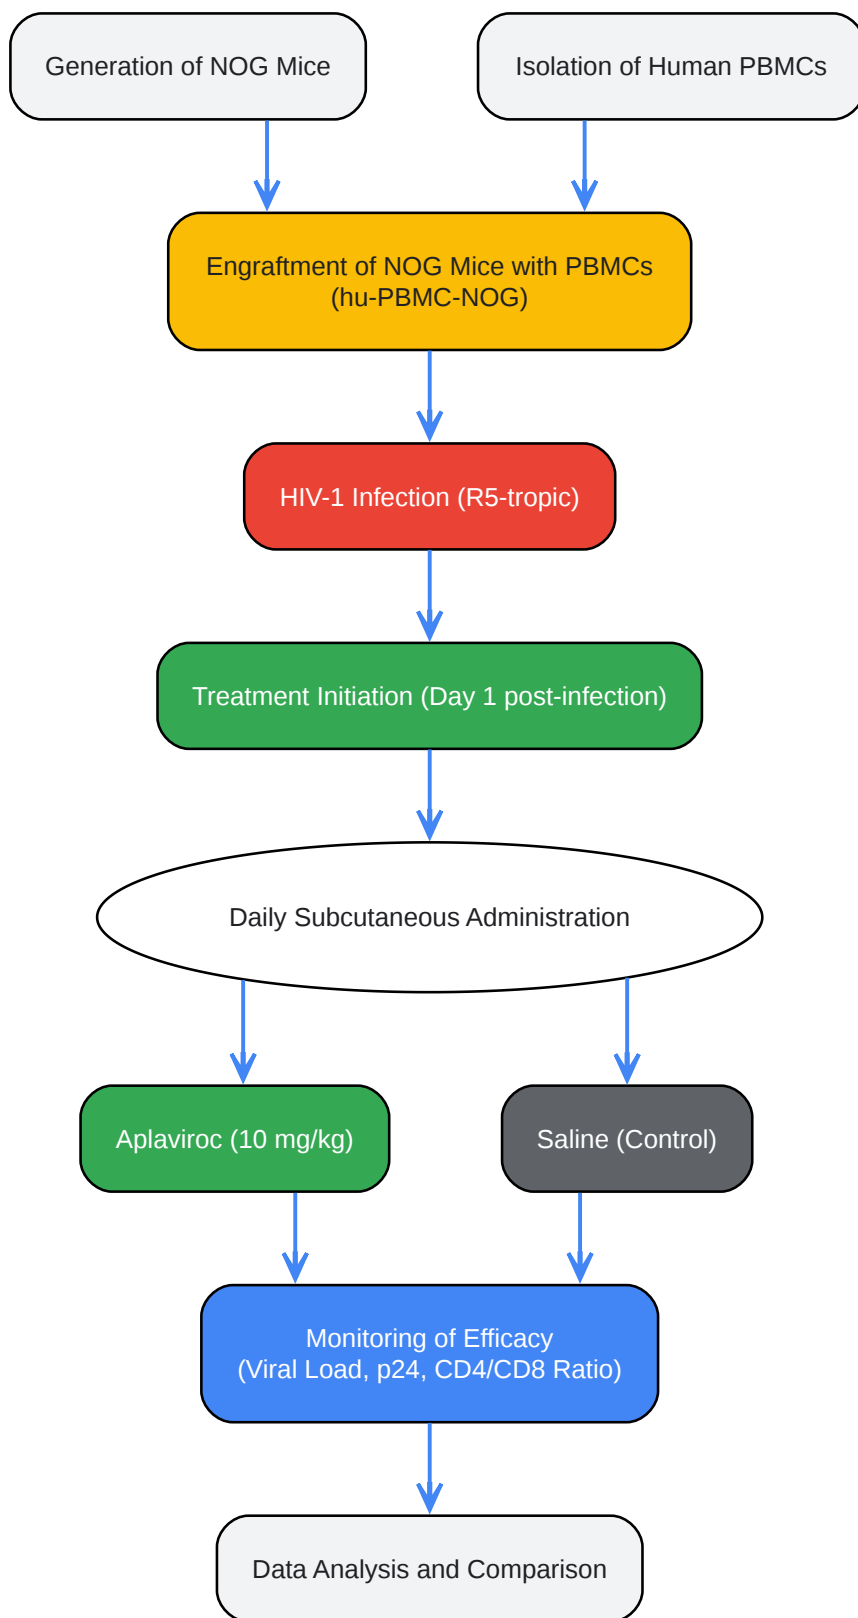 Generation of NOG Mice
Isolation of Human PBMCs
Engraftment of NOG Mice with PBMCs
(hu-PBMC-NOG)
HIV-1 Infection (R5-tropic)
Treatment Initiation (Day 1 post-infection)
Daily Subcutaneous Administration
Aplaviroc (10 mg/kg)
Saline (Control)
Monitoring of Efficacy
(Viral Load, p24, CD4/CD8 Ratio)
Data Analysis and Comparison